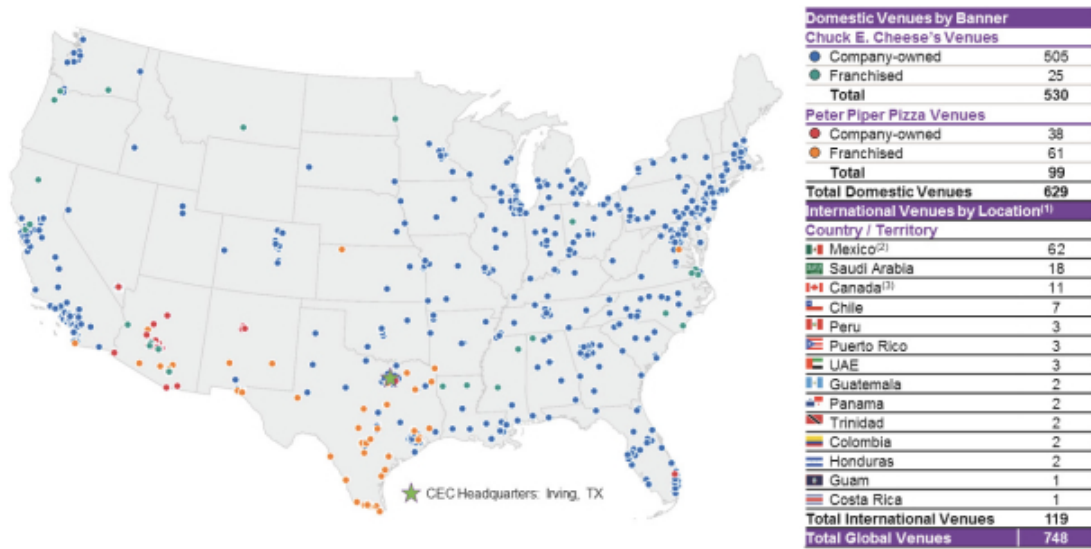 Domestic Venues by Banner
Chuck E. Cheese's Venues
Company-owned 505
Franchised 25
Total 530
Peter Piper Pizza Venues
Company-owned 38
Franchised 61
Total 99
Total Domestic Venues 629
International Venues by Location(1)
Country / Territory
Mexico(2) 62
Saudi Arabia 18
Canada(3) 11
Chile 7
Peru 3
Puerto Rico 3
UAE 3
Guatemala 2
Panama 2
Trinidad 2
Colombia 2
Honduras 2
Guam 1
Costa Rica 1
Total International Venues 119
Total Global Venues 748
CEC Headquarters: Irving, TX